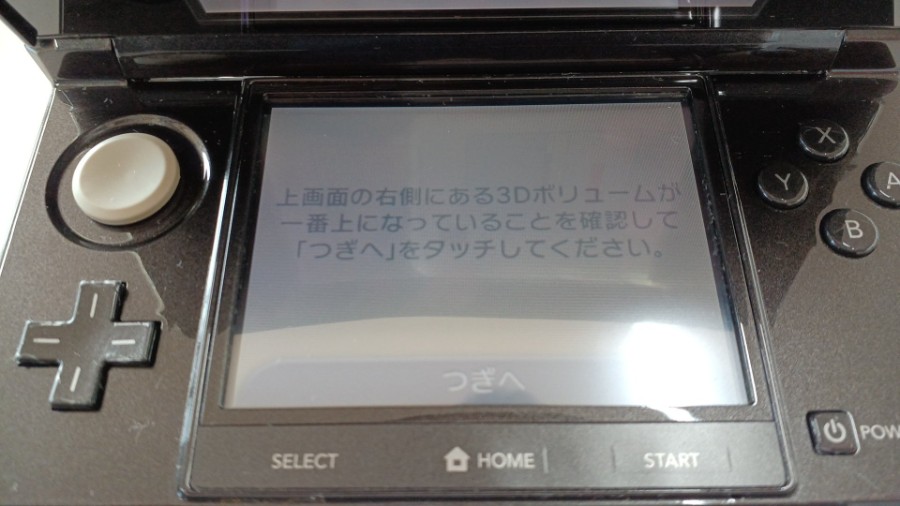 上画面の右側にある3Dボリュームが
一番上になっていることを確認して
「つぎへ」をタッチしてください。
つぎへ
X
Y
A
B
SELECT
HOME
START
POW